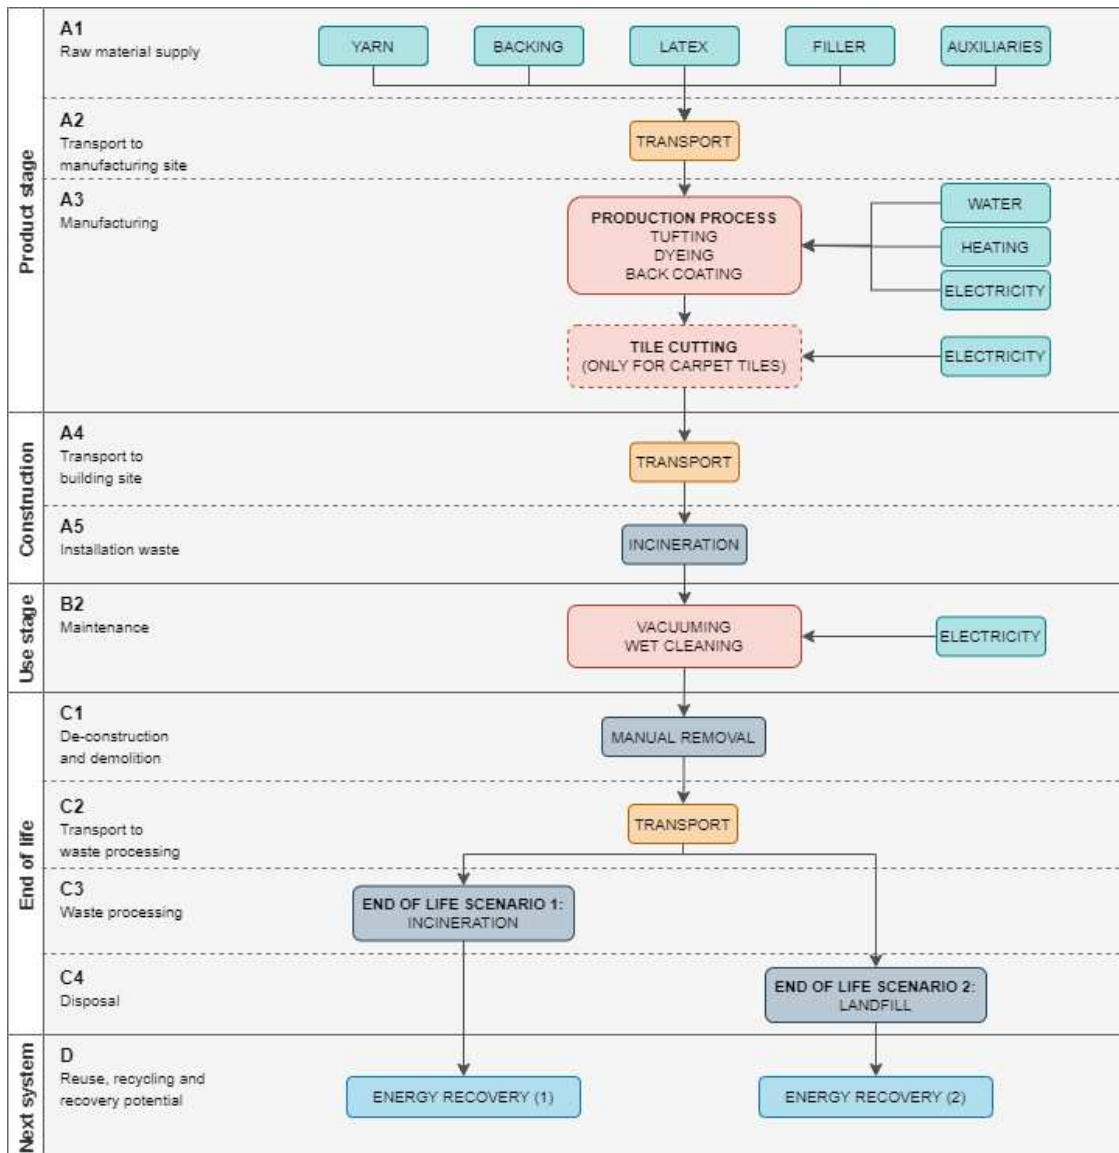 Product stage
A1
Raw material supply
YARN
BACKING
LATEX
FILLER
AUXILIARIES
A2
Transport to
manufacturing site
TRANSPORT
A3
Manufacturing
PRODUCTION PROCESS
TUFTING
DYEING
BACK COATING
WATER
HEATING
ELECTRICITY
TILE CUTTING
(ONLY FOR CARPET TILES)
ELECTRICITY
Construction
A4
Transport to
building site
TRANSPORT
A5
Installation waste
INCINERATION
Use stage
B2
Maintenance
VACUUMING
WET CLEANING
ELECTRICITY
End of life
C1
De-construction
and demolition
MANUAL REMOVAL
C2
Transport to
waste processing
TRANSPORT
C3
Waste processing
END OF LIFE SCENARIO 1:
INCINERATION
C4
Disposal
END OF LIFE SCENARIO 2:
LANDFILL
Next system
D
Reuse, recycling and
recovery potential
ENERGY RECOVERY (1)
ENERGY RECOVERY (2)